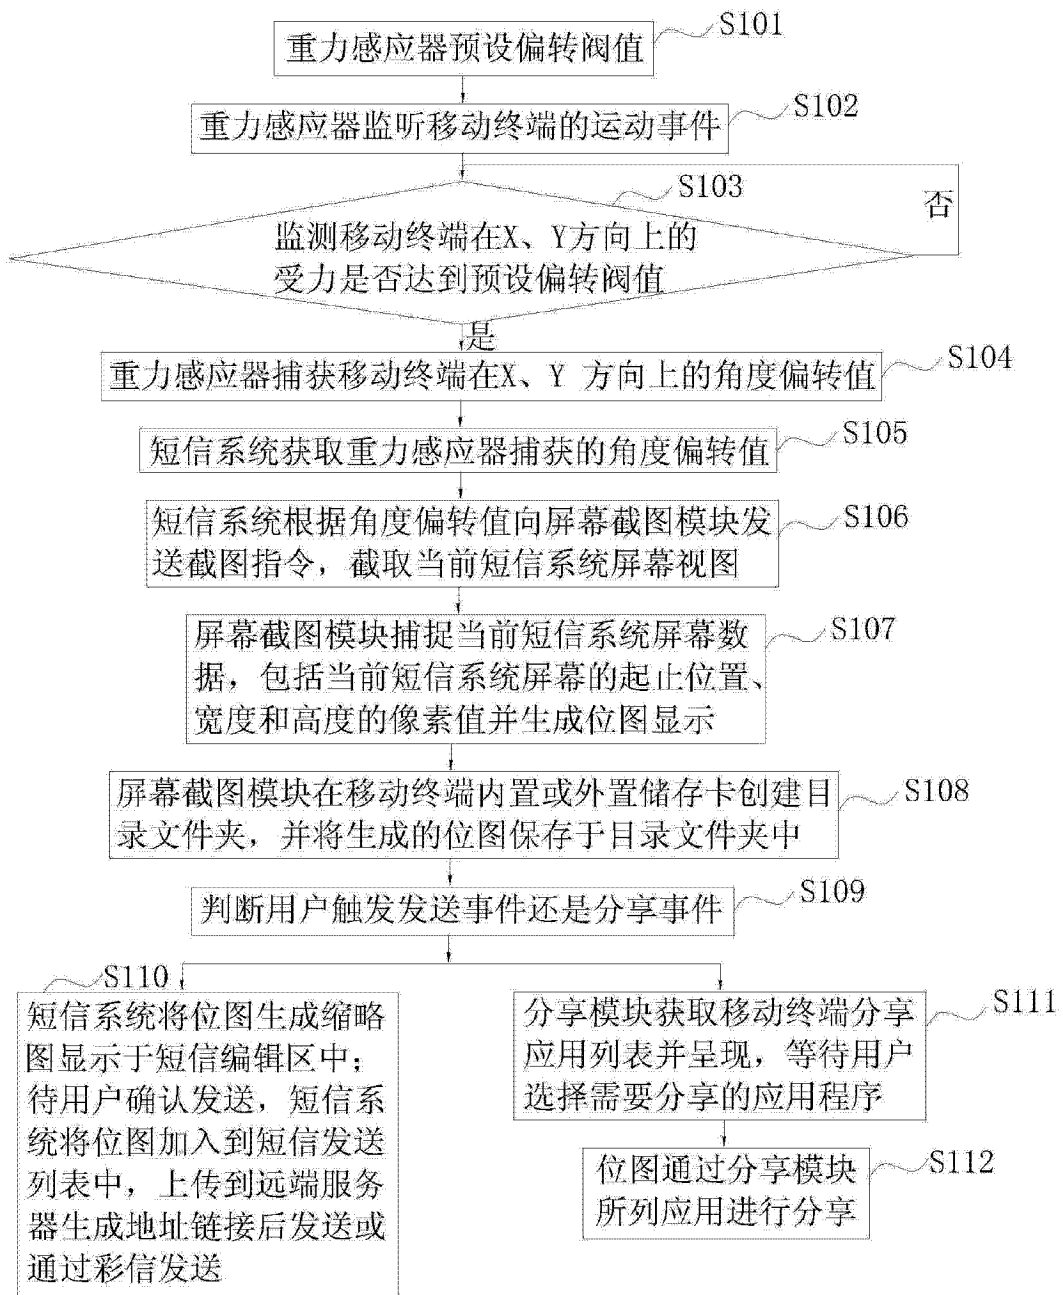 S101
重力感应器预设偏转阀值
S102
重力感应器监听移动终端的运动事件
S103
否
监测移动终端在X、Y方向上的
受力是否达到预设偏转阀值
是
S104
重力感应器捕获移动终端在X、Y 方向上的角度偏转值
S105
短信系统获取重力感应器捕获的角度偏转值
S106
短信系统根据角度偏转值向屏幕截图模块发
送截图指令，截取当前短信系统屏幕视图
S107
屏幕截图模块捕捉当前短信系统屏幕数
据，包括当前短信系统屏幕的起止位置、
宽度和高度的像素值并生成位图显示
S108
屏幕截图模块在移动终端内置或外置储存卡创建目
录文件夹，并将生成的位图保存于目录文件夹中
S109
判断用户触发发送事件还是分享事件
S110
短信系统将位图生成缩略
图显示于短信编辑区中；
待用户确认发送，短信系
统将位图加入到短信发送
列表中，上传到远端服务
器生成地址链接后发送或
通过彩信发送
S111
分享模块获取移动终端分享
应用列表并呈现，等待用户
选择需要分享的应用程序
S112
位图通过分享模块
所列应用进行分享